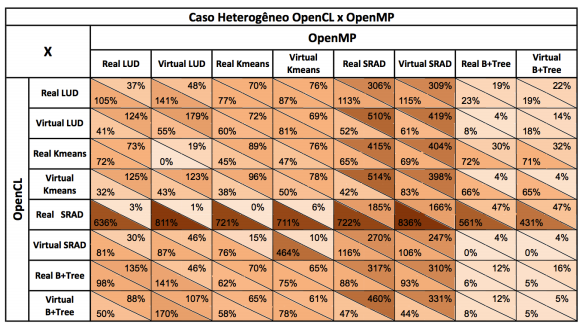 Caso Heterogêneo OpenCL x OpenMP
X
OpenMP
Real LUD Virtual LUD Real Kmeans Virtual Kmeans Real SRAD Virtual SRAD Real B+Tree Virtual B+Tree
OpenCL
Real LUD 37% 48% 70% 76% 306% 309% 19% 22%
105% 141% 77% 87% 113% 115% 23% 19%
Virtual LUD 124% 179% 72% 69% 510% 419% 4% 14%
41% 55% 60% 81% 52% 61% 8% 18%
Real Kmeans 73% 19% 89% 76% 415% 404% 30% 32%
72% 0% 45% 47% 65% 69% 72% 71%
Virtual Kmeans 125% 123% 96% 78% 514% 398% 4% 4%
32% 43% 38% 50% 42% 83% 66% 65%
Real SRAD 3% 1% 0% 6% 185% 166% 47% 47%
636% 811% 721% 711% 722% 836% 561% 431%
Virtual SRAD 30% 46% 15% 10% 270% 247% 4% 4%
81% 87% 76% 464% 116% 106% 0% 0%
Real B+Tree 135% 46% 70% 65% 317% 310% 12% 16%
98% 141% 62% 75% 88% 93% 6% 5%
Virtual B+Tree 88% 107% 65% 61% 460% 331% 12% 5%
50% 170% 58% 78% 47% 44% 8% 5%